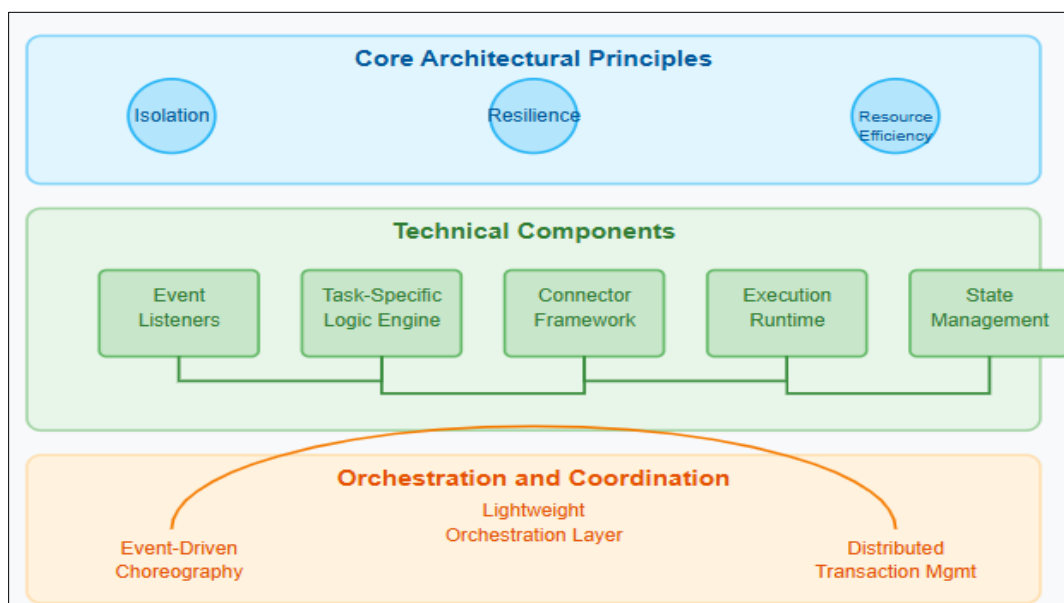 Core Architectural Principles
Isolation
Resilience
Resource
Efficiency
Technical Components
Event
Listeners
Task-Specific
Logic Engine
Connector
Framework
Execution
Runtime
State
Management
Orchestration and Coordination
Lightweight
Orchestration Layer
Event-Driven
Choreography
Distributed
Transaction Mgmt